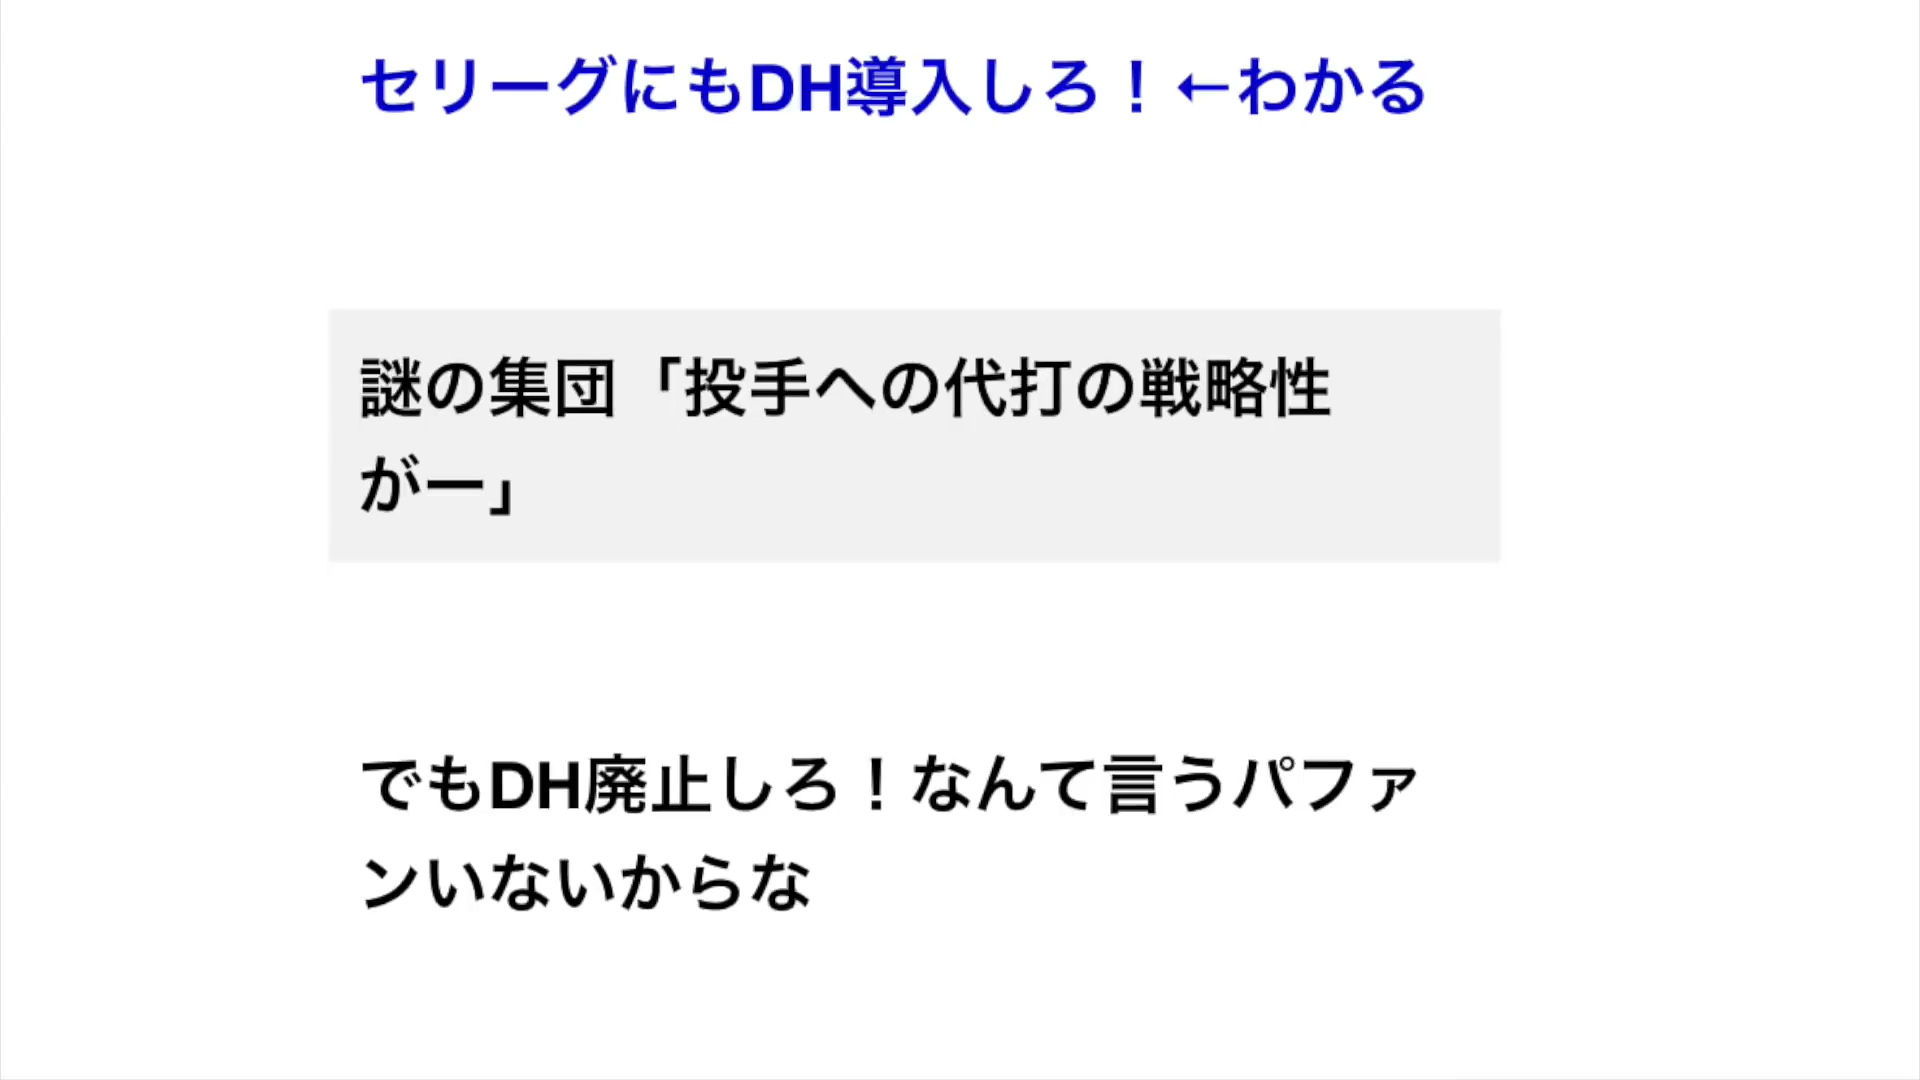 セリーグにもDH導入しろ！←わかる
謎の集団「投手への代打の戦略性
がー」
でもDH廃止しろ！なんて言うパファ
ンいないからな